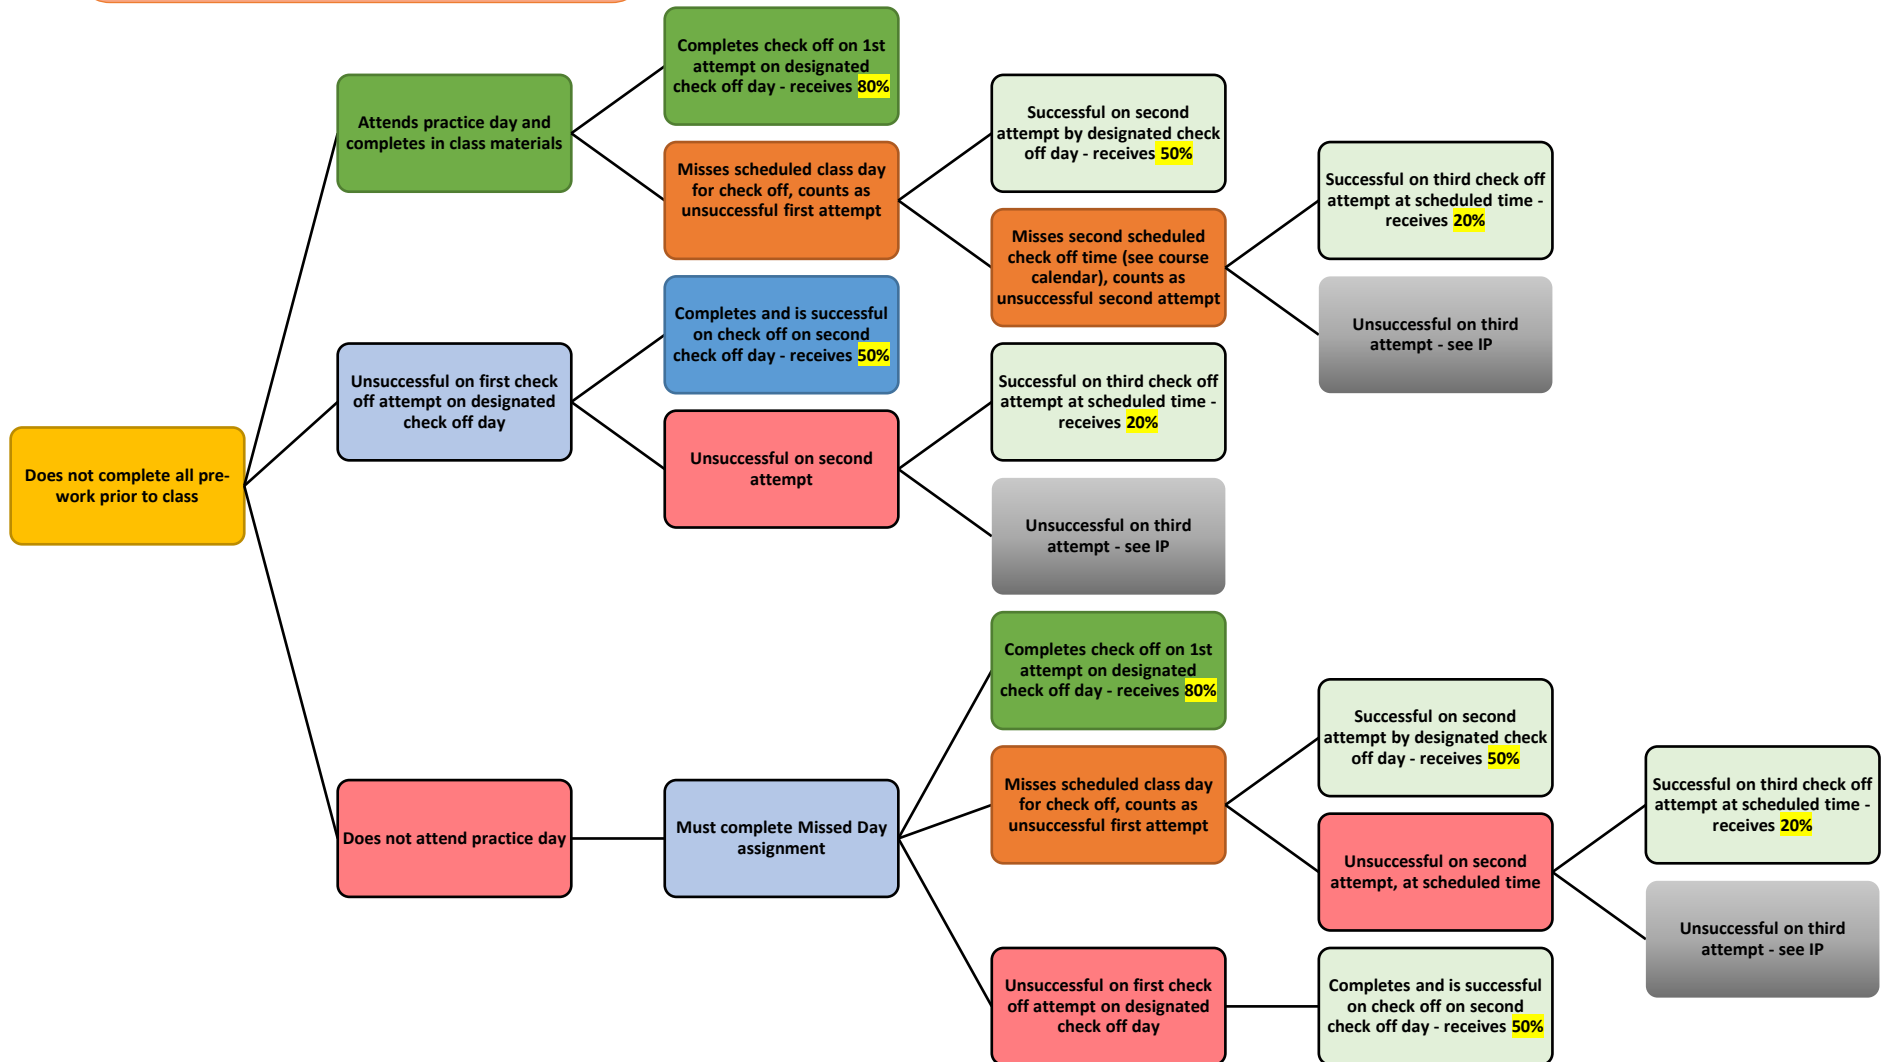 Does not complete all pre-
work prior to class
Attends practice day and
completes in class materials
Completes check off on 1st
attempt on designated
check off day - receives 80%
Misses scheduled class day
for check off, counts as
unsuccessful first attempt
Successful on second
attempt by designated check
off day - receives 50%
Misses second scheduled
check off time (see course
calendar), counts as
unsuccessful second attempt
Successful on third check off
attempt at scheduled time -
receives 20%
Unsuccessful on third
attempt - see IP
Unsuccessful on first check
off attempt on designated
check off day
Completes and is successful
on check off on second
check off day - receives 50%
Unsuccessful on second
attempt
Successful on third check off
attempt at scheduled time -
receives 20%
Unsuccessful on third
attempt - see IP
Does not attend practice day
Must complete Missed Day
assignment
Completes check off on 1st
attempt on designated
check off day - receives 80%
Misses scheduled class day
for check off, counts as
unsuccessful first attempt
Successful on second
attempt by designated check
off day - receives 50%
Unsuccessful on second
attempt, at scheduled time
Successful on third check off
attempt at scheduled time -
receives 20%
Unsuccessful on third
attempt - see IP
Unsuccessful on first check
off attempt on designated
check off day
Completes and is successful
on check off on second
check off day - receives 50%